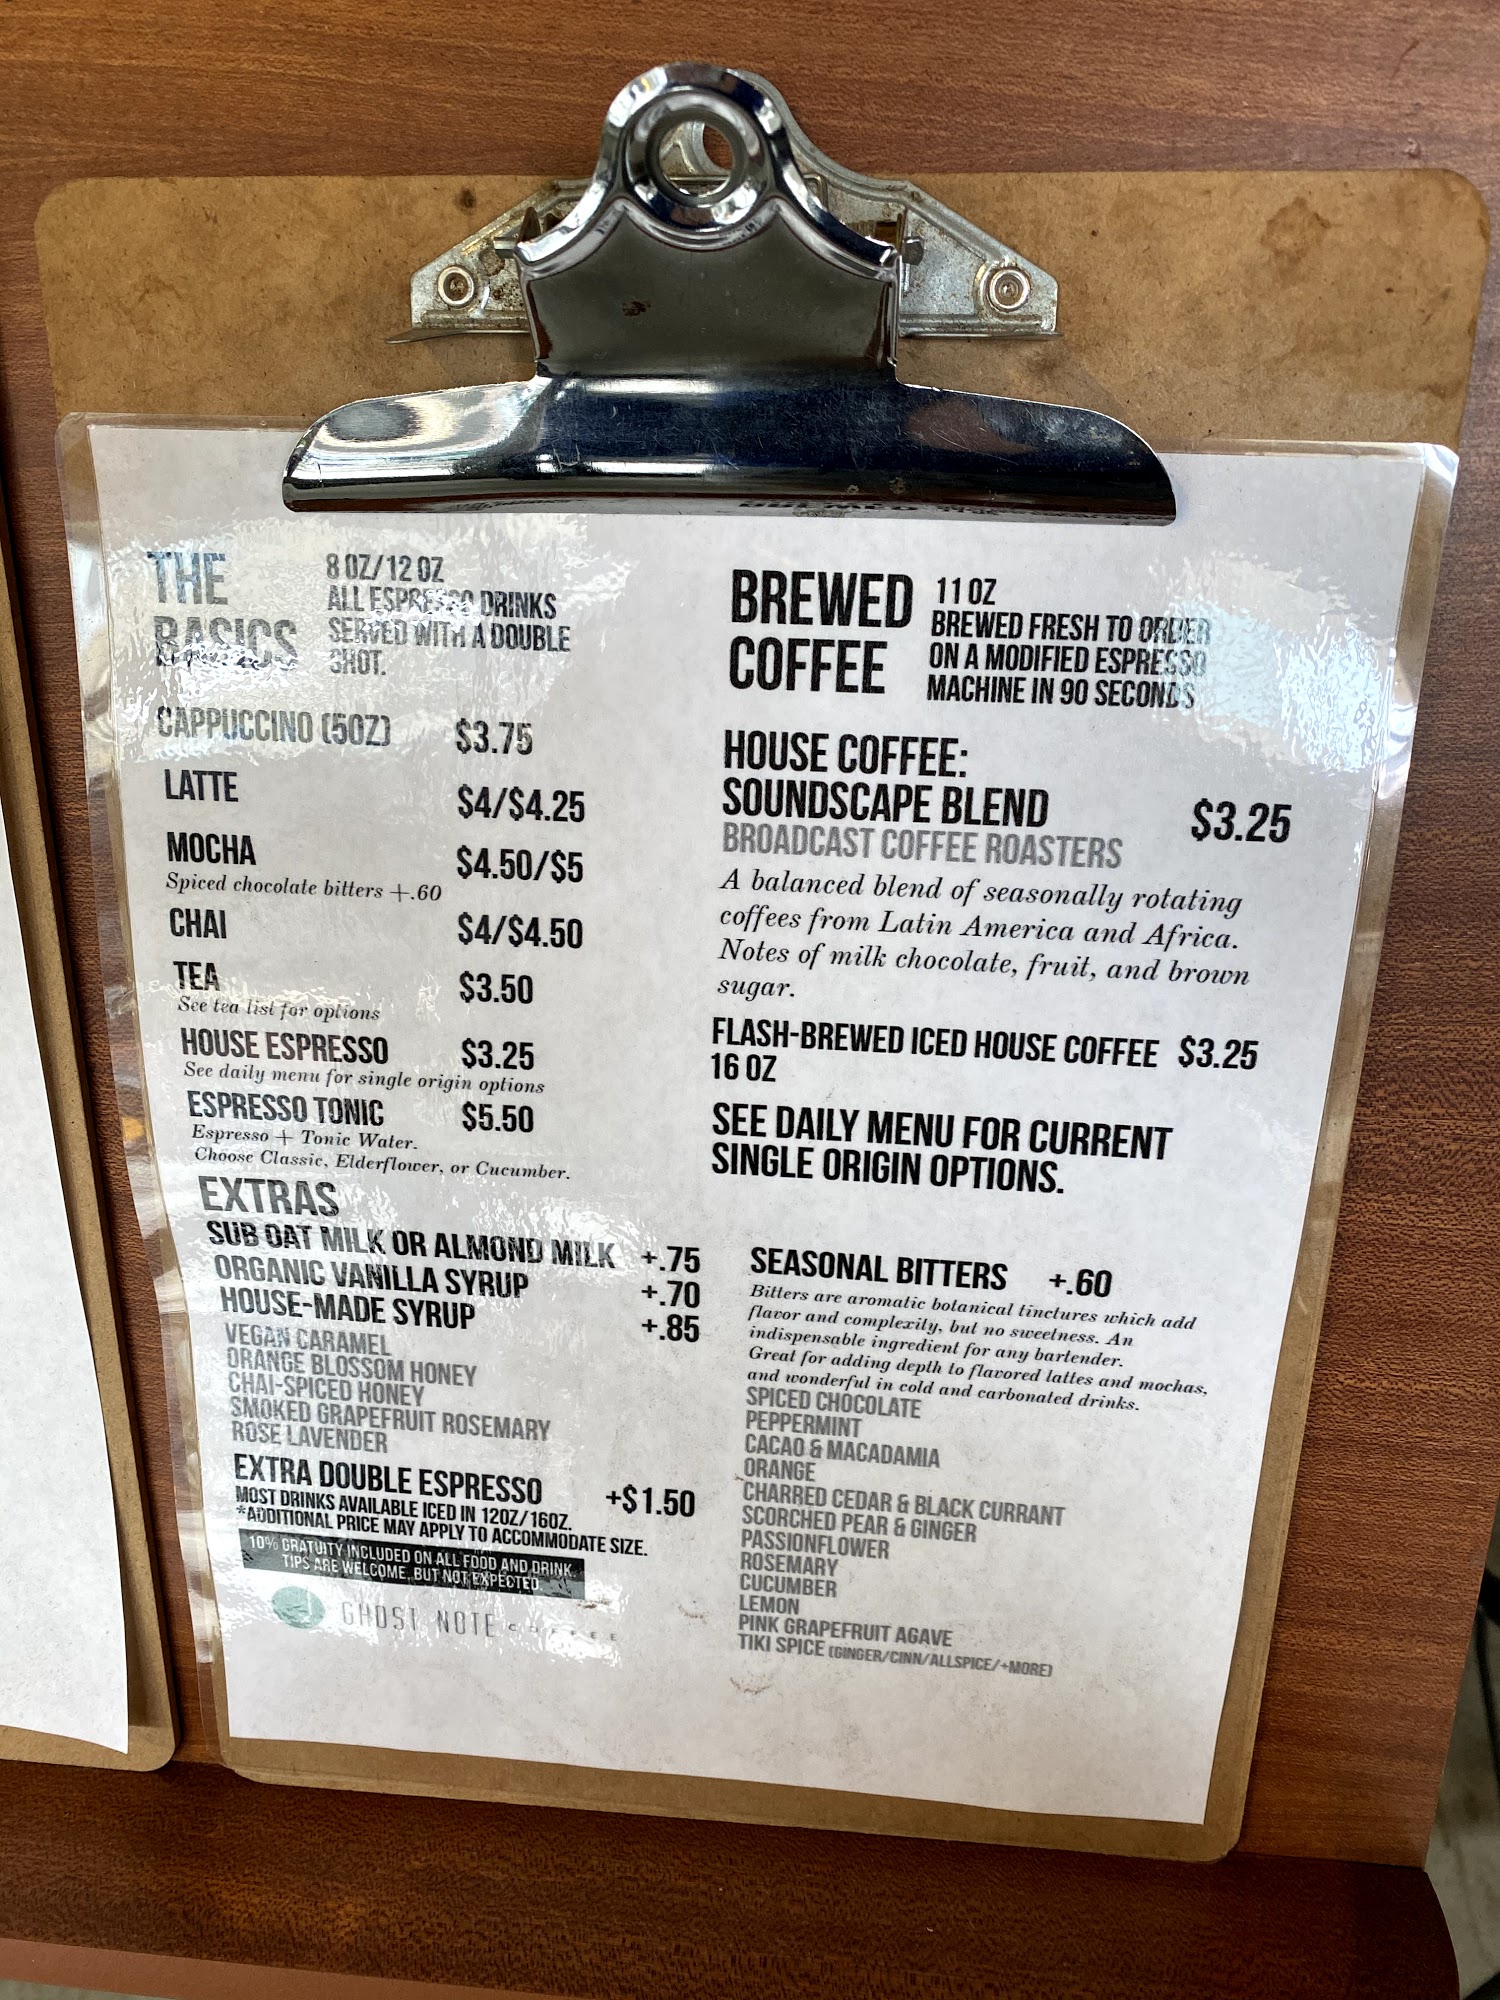 THE
BASICS
8 OZ/12 OZ
ALL ESPRESSO DRINKS
SERVED WITH A DOUBLE
SHOT.
CAPPUCCINO (5OZ) $3.75
LATTE $4/$4.25
MOCHA $4.50/$5
Spiced chocolate bitters +.60
CHAI $4/$4.50
TEA $3.50
See tea list for options
HOUSE ESPRESSO $3.25
See daily menu for single origin options
ESPRESSO TONIC $5.50
Espresso + Tonic Water.
Choose Classic, Elderflower, or Cucumber.
EXTRAS
SUB OAT MILK OR ALMOND MILK +.75
ORGANIC VANILLA SYRUP +.70
HOUSE-MADE SYRUP +.85
VEGAN CARAMEL
ORANGE BLOSSOM HONEY
CHAI-SPICED HONEY
SMOKED GRAPEFRUIT ROSEMARY
ROSE LAVENDER
EXTRA DOUBLE ESPRESSO +$1.50
MOST DRINKS AVAILABLE ICED IN 12OZ/16OZ.
*ADDITIONAL PRICE MAY APPLY TO ACCOMMODATE SIZE.
10% GRATUITY INCLUDED ON ALL FOOD AND DRINK.
TIPS ARE WELCOME, BUT NOT EXPECTED.
GHOST NOTE COFFEE
BREWED
COFFEE
11 OZ
BREWED FRESH TO ORDER
ON A MODIFIED ESPRESSO
MACHINE IN 90 SECONDS
HOUSE COFFEE:
SOUNDSCAPE BLEND $3.25
BROADCAST COFFEE ROASTERS
A balanced blend of seasonally rotating
coffees from Latin America and Africa.
Notes of milk chocolate, fruit, and brown
sugar.
FLASH-BREWED ICED HOUSE COFFEE $3.25
16 OZ
SEE DAILY MENU FOR CURRENT
SINGLE ORIGIN OPTIONS.
SEASONAL BITTERS +.60
Bitters are aromatic botanical tinctures which add
flavor and complexity, but no sweetness. An
indispensable ingredient for any bartender.
Great for adding depth to flavored lattes and mochas,
and wonderful in cold and carbonated drinks.
SPICED CHOCOLATE
PEPPERMINT
CACAO & MACADAMIA
ORANGE
CHARRED CEDAR & BLACK CURRANT
SCORCHED PEAR & GINGER
PASSIONFLOWER
ROSEMARY
CUCUMBER
LEMON
PINK GRAPEFRUIT AGAVE
TIKI SPICE (GINGER/CINN/ALLSPICE/+MORE)